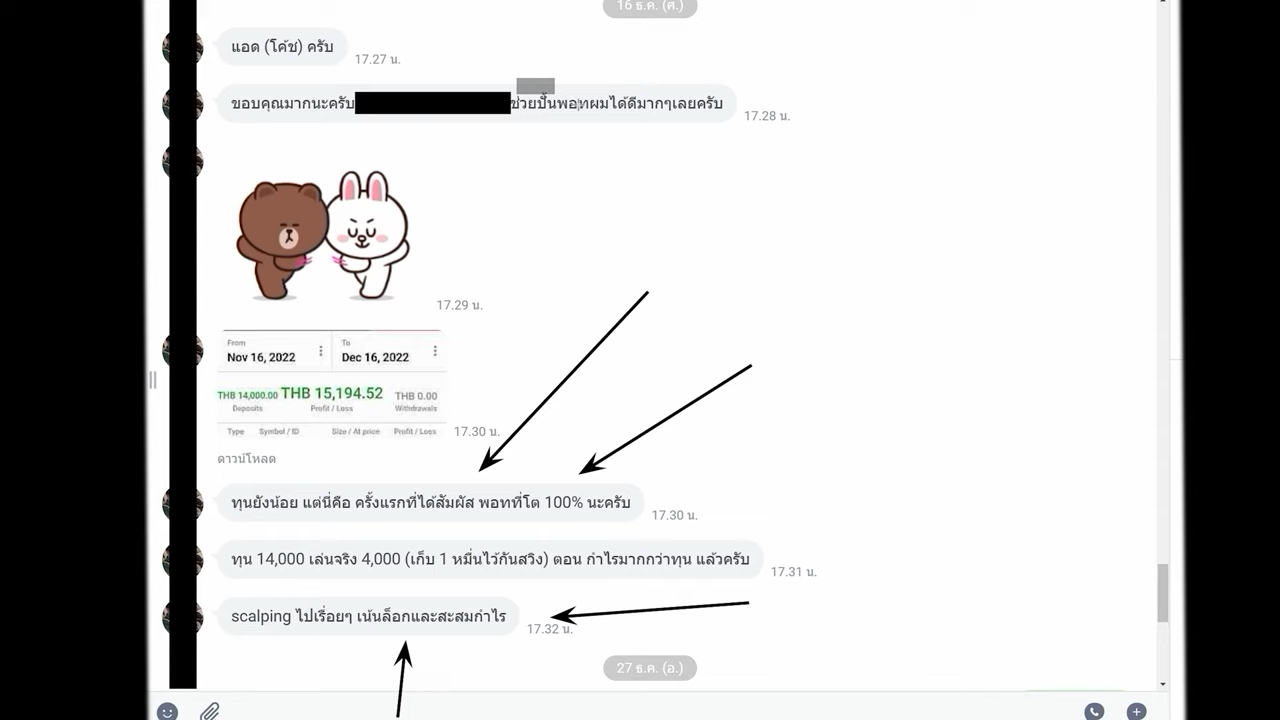 16 ธ.ค. (ศ.)
แอด (โค้ช) ครับ
17.27 น.
ขอบคุณมากนะครับ ช่วยปั้นพอทผมได้ดีมากๆเลยครับ
17.28 น.
17.29 น.
From To
Nov 16, 2022 Dec 16, 2022
THB 14,000.00 THB 15,194.52 THB 0.00
Deposits Profit / Loss Withdrawals
Type Symbol / ID Size / At price Profit / Loss
17.30 น.
ดาวน์โหลด
ทุนยังน้อย แต่นี่คือ ครั้งแรกที่ได้สัมผัส พอทที่โต 100% นะครับ
17.30 น.
ทุน 14,000 เล่นจริง 4,000 (เก็บ 1 หมื่นไว้กันสวิง) ตอน กำไรมากกว่าทุน แล้วครับ
17.31 น.
scalping ไปเรื่อยๆ เน้นล็อกและสะสมกำไร
17.32 น.
27 ธ.ค. (อ.)